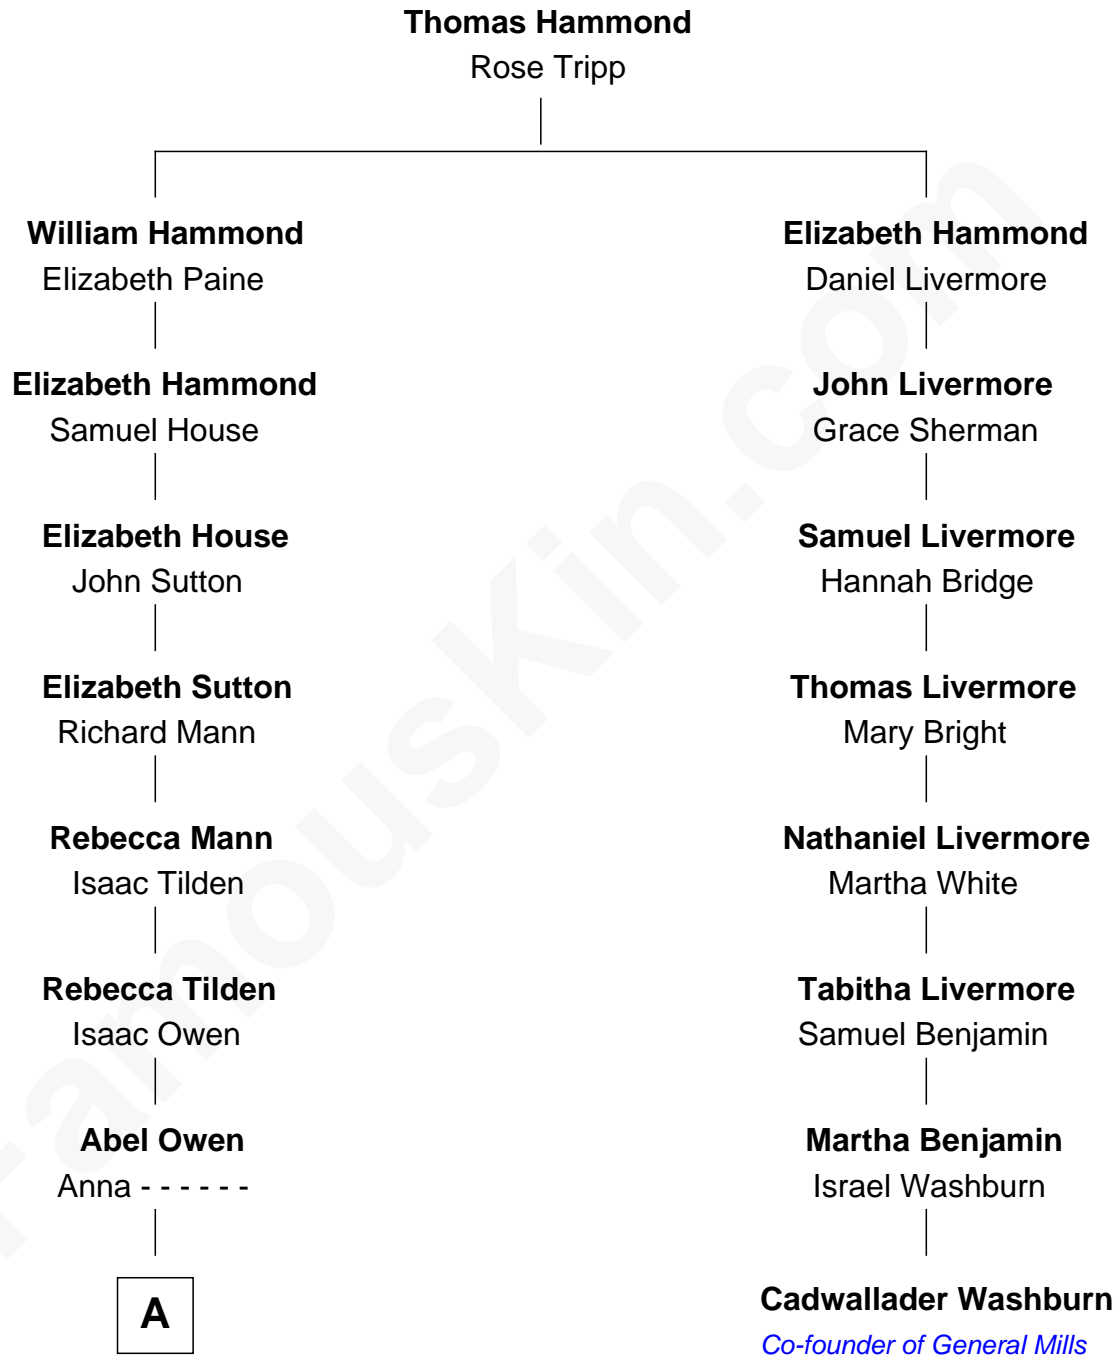 Thomas Hammond
Rose Tripp
William Hammond
Elizabeth Paine
Elizabeth Hammond
Daniel Livermore
Elizabeth Hammond
Samuel House
John Livermore
Grace Sherman
Elizabeth House
John Sutton
Samuel Livermore
Hannah Bridge
Elizabeth Sutton
Richard Mann
Thomas Livermore
Mary Bright
Rebecca Mann
Isaac Tilden
Nathaniel Livermore
Martha White
Rebecca Tilden
Isaac Owen
Tabitha Livermore
Samuel Benjamin
Abel Owen
Anna - - - - - -
Martha Benjamin
Israel Washburn
A
Cadwallader Washburn
Co-founder of General Mills
FamousKin.com